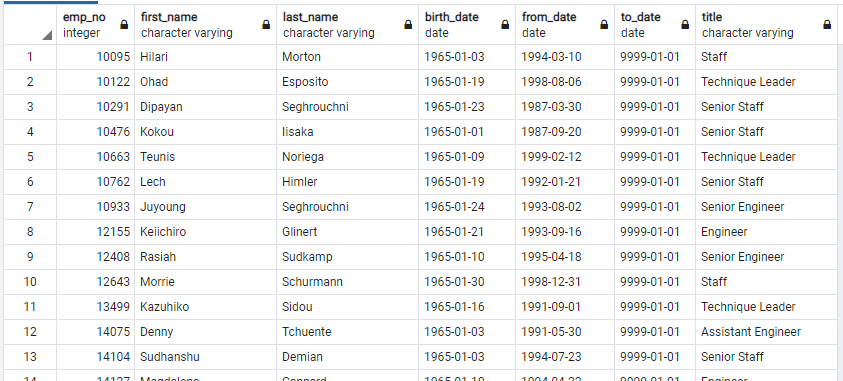 emp_no first_name last_name birth_date from_date to_date title
integer character varying character varying date date date character varying
1 10095 Hilari Morton 1965-01-03 1994-03-10 9999-01-01 Staff
2 10122 Ohad Esposito 1965-01-19 1998-08-06 9999-01-01 Technique Leader
3 10291 Dipayan Seghrouchni 1965-01-23 1987-03-30 9999-01-01 Senior Staff
4 10476 Kokou Iisaka 1965-01-01 1987-09-20 9999-01-01 Senior Staff
5 10663 Teunis Noriega 1965-01-09 1999-02-12 9999-01-01 Technique Leader
6 10762 Lech Himler 1965-01-19 1992-01-21 9999-01-01 Senior Staff
7 10933 Juyoung Seghrouchni 1965-01-24 1993-08-02 9999-01-01 Senior Engineer
8 12155 Keiichiro Glinert 1965-01-21 1993-09-16 9999-01-01 Engineer
9 12408 Rasiah Sudkamp 1965-01-10 1995-04-18 9999-01-01 Senior Engineer
10 12643 Morrie Schurmann 1965-01-30 1998-12-31 9999-01-01 Staff
11 13499 Kazuhiko Sidou 1965-01-16 1991-09-01 9999-01-01 Technique Leader
12 14075 Denny Tchuente 1965-01-03 1991-05-30 9999-01-01 Assistant Engineer
13 14104 Sudhanshu Demian 1965-01-03 1994-07-23 9999-01-01 Senior Staff
14 9999-01-01 Engineer